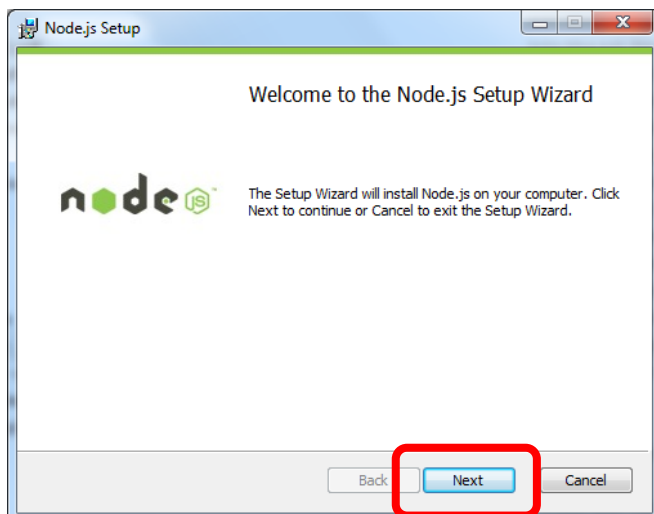 Node.js Setup
Welcome to the Node.js Setup Wizard
node JS
The Setup Wizard will install Node.js on your computer. Click
Next to continue or Cancel to exit the Setup Wizard.
Back Next Cancel